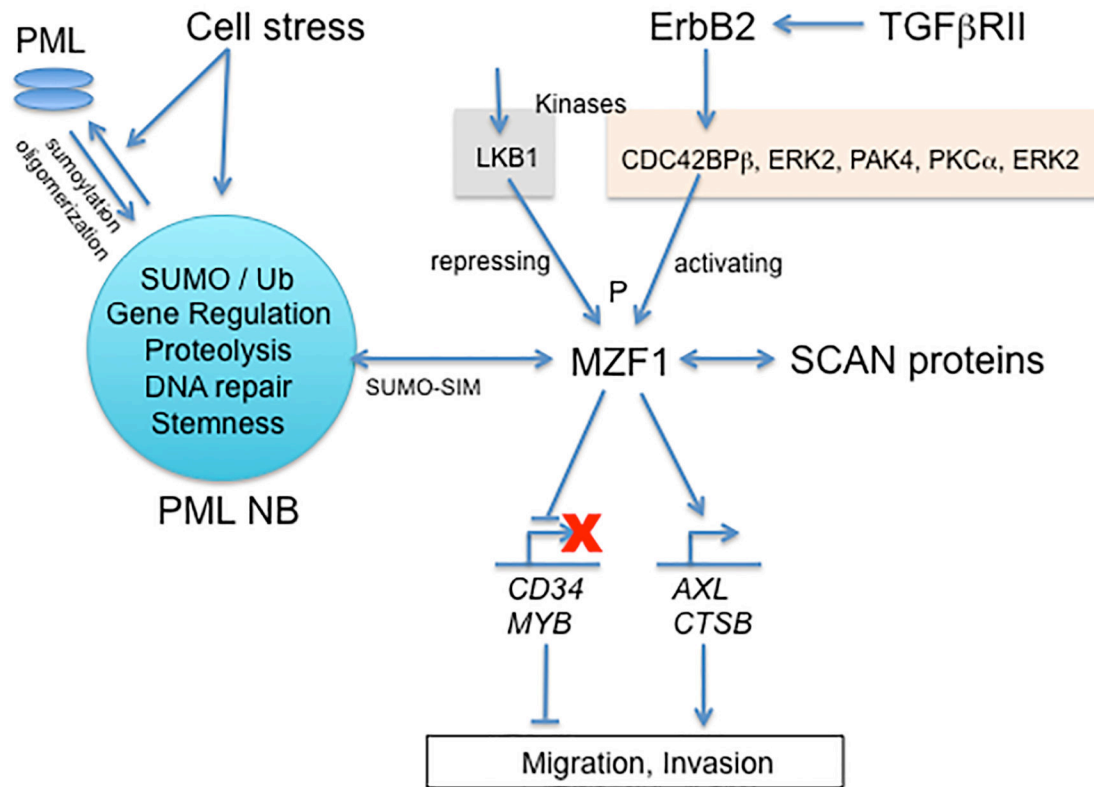 PML
Cell stress
ErbB2
TGFβRII
Kinases
LKB1
CDC42BPβ, ERK2, PAK4, PKCα, ERK2
sumoylation
oligomerization
repressing
activating
P
SUMO / Ub
Gene Regulation
Proteolysis
DNA repair
Stemness
SUMO-SIM
MZF1
SCAN proteins
PML NB
X
CD34
MYB
AXL
CTSB
Migration, Invasion